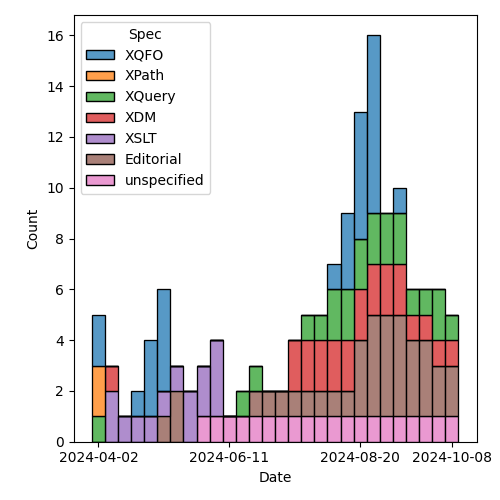 Spec
XQFO
XPath
XQuery
XDM
XSLT
Editorial
unspecified
Count
16
14
12
10
8
6
4
2
0
2024-04-02 2024-06-11 2024-08-20 2024-10-08
Date